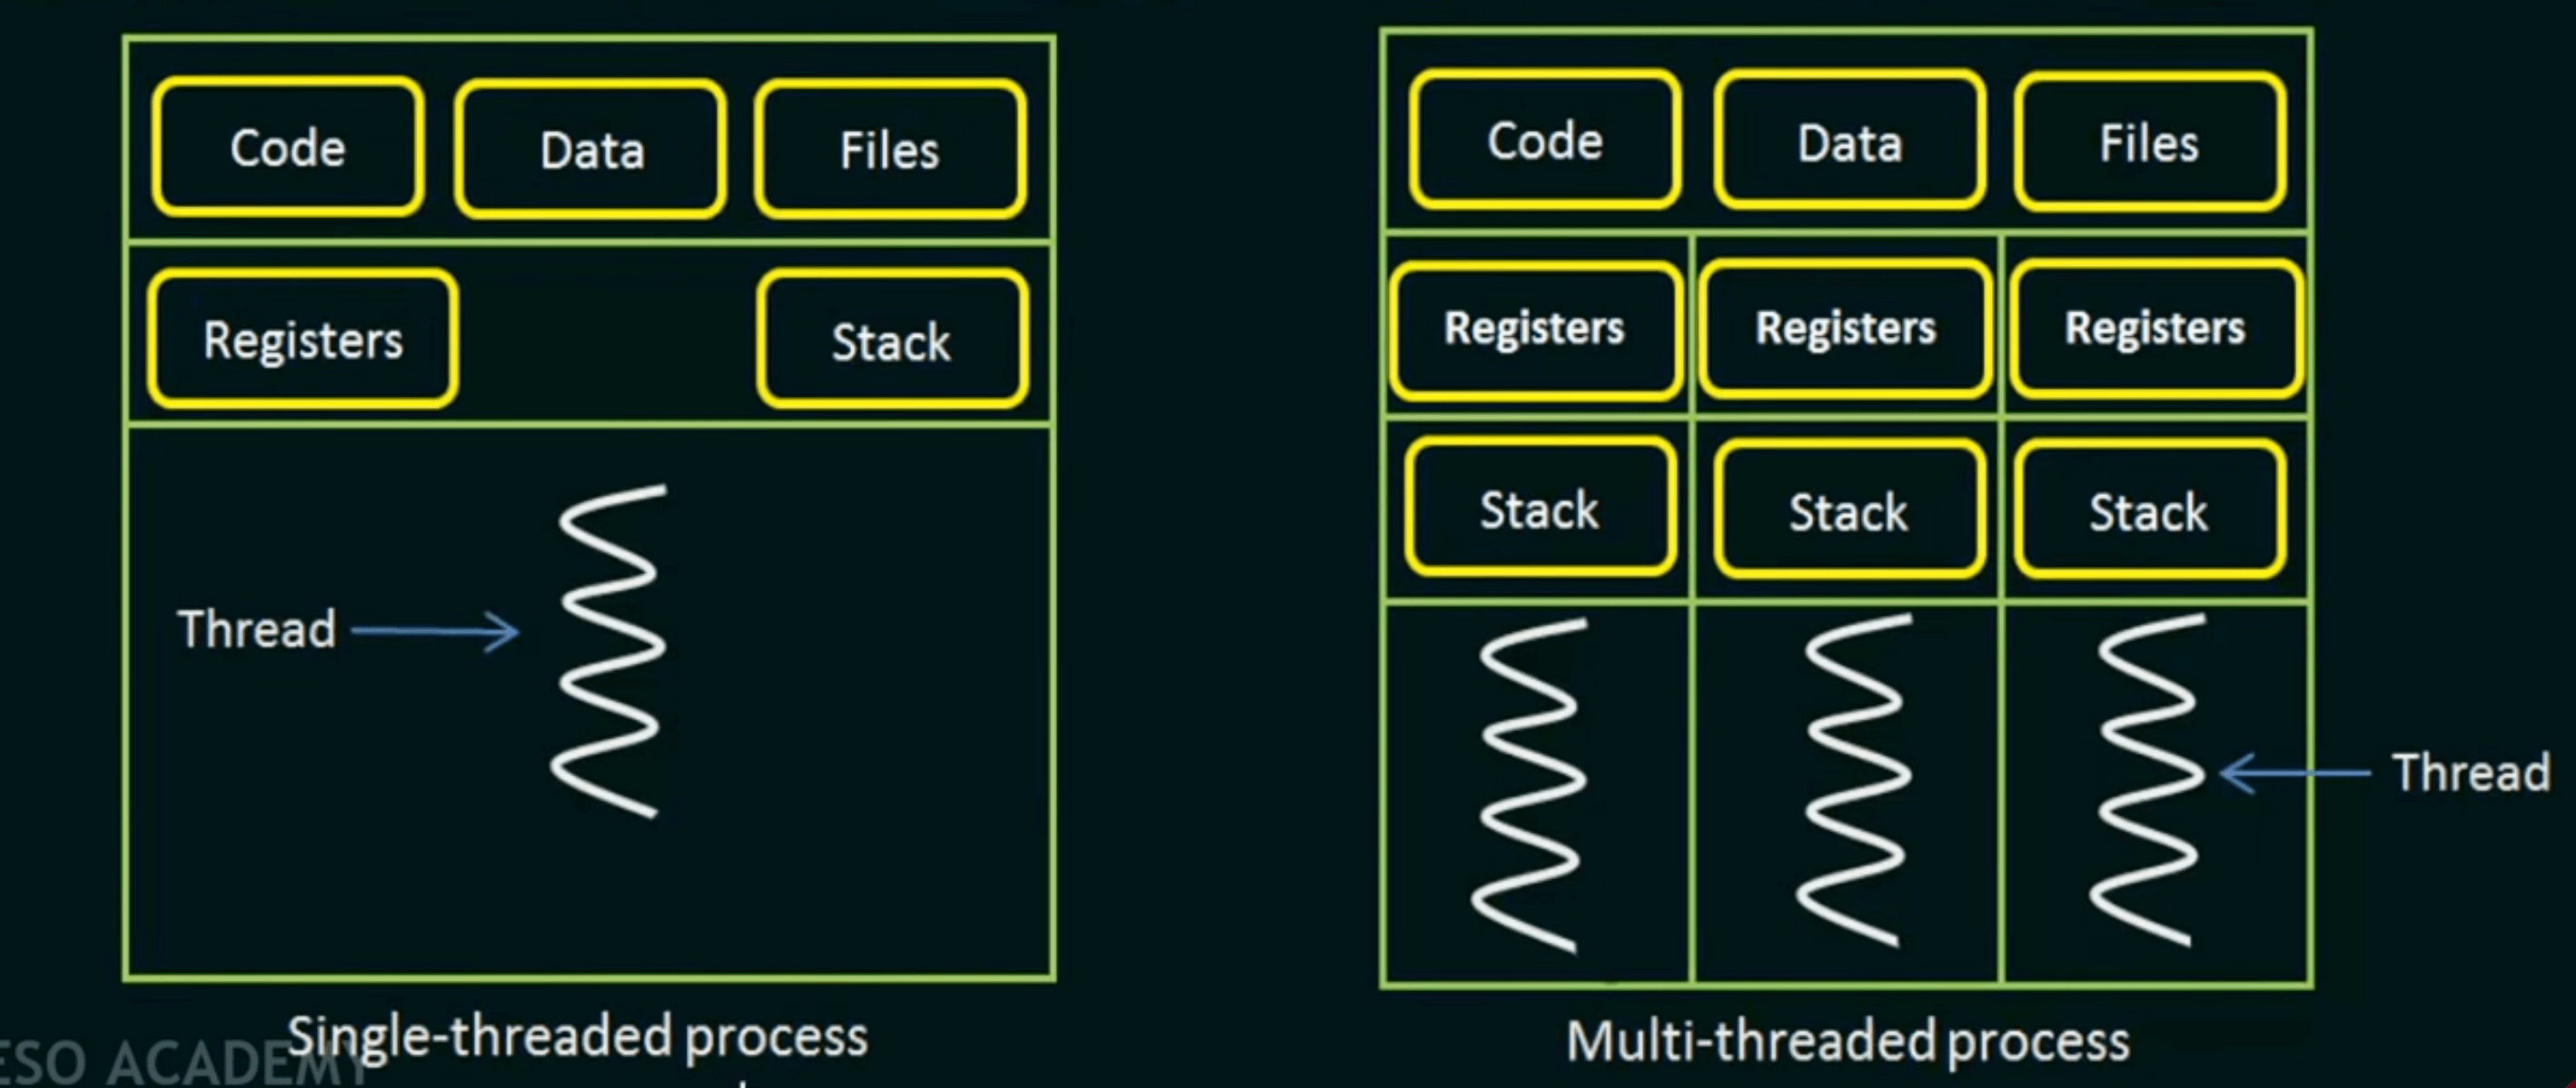 Code Data Files
Registers Stack
Thread
Single-threaded process
Code Data Files
Registers Registers Registers
Stack Stack Stack
Thread
Multi-threaded process
ESO ACADEMY